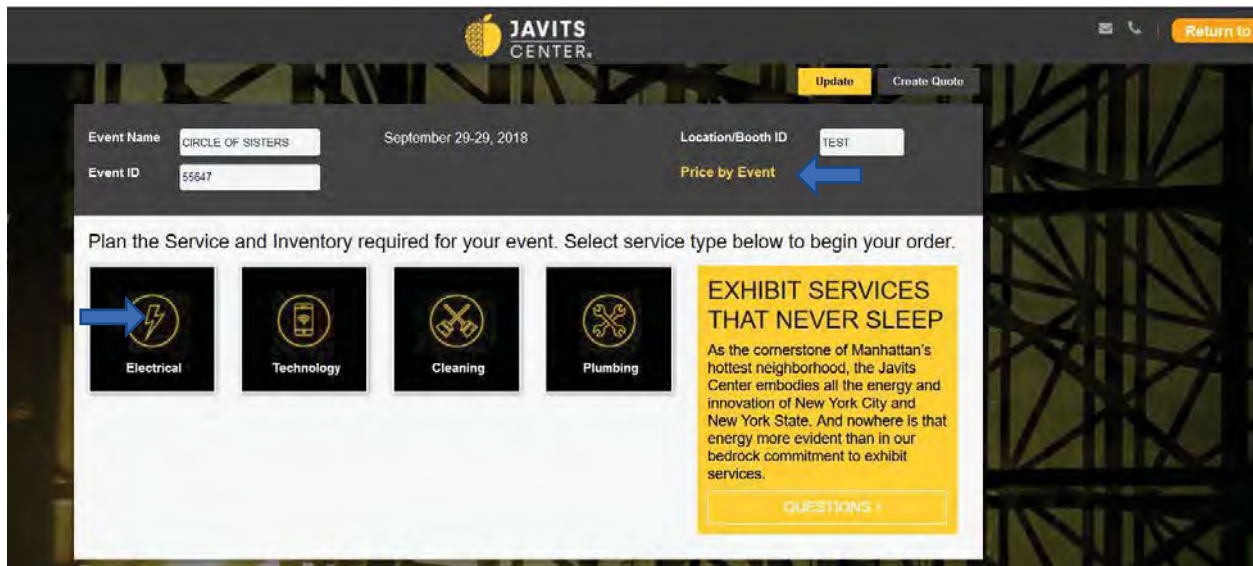 JAVITS
CENTER.
Return to
Update Create Quote
Event Name CIRCLE OF SISTERS September 29-29, 2018 Location/Booth ID TEST
Event ID 55647 Price by Event
Plan the Service and Inventory required for your event. Select service type below to begin your order.
Electrical Technology Cleaning Plumbing
EXHIBIT SERVICES
THAT NEVER SLEEP
As the cornerstone of Manhattan's
hottest neighborhood, the Javits
Center embodies all the energy and
innovation of New York City and
New York State. And nowhere is that
energy more evident than in our
bedrock commitment to exhibit
services.
QUESTIONS ›